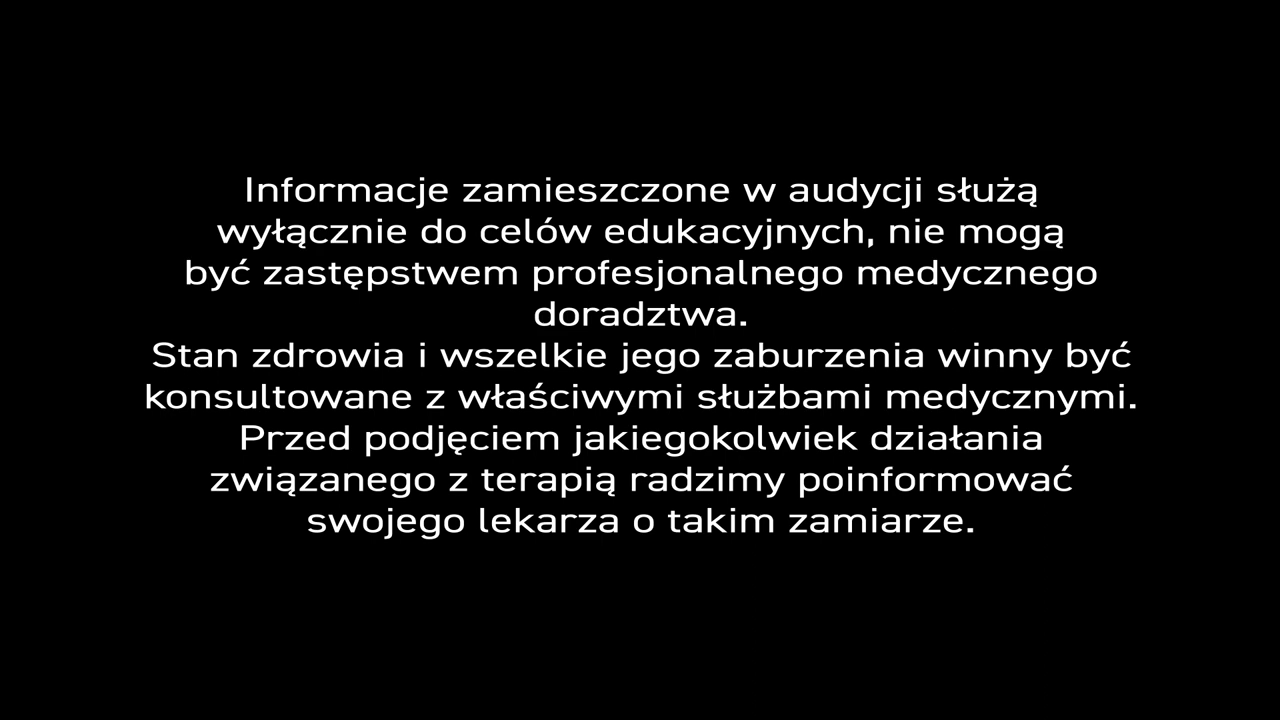 Informacje zamieszczone w audycji służą
wyłącznie do celów edukacyjnych, nie mogą
być zastępstwem profesjonalnego medycznego
doradztwa.
Stan zdrowia i wszelkie jego zaburzenia winny być
konsultowane z właściwymi służbami medycznymi.
Przed podjęciem jakiegokolwiek działania
związanego z terapią radzimy poinformować
swojego lekarza o takim zamiarze.